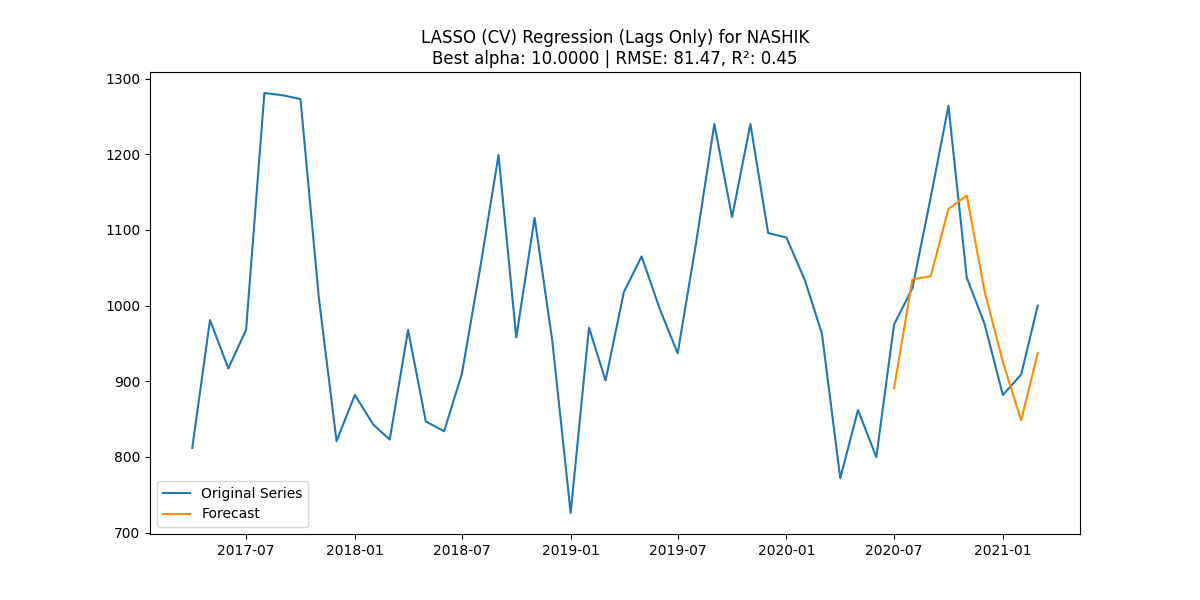 LASSO (CV) Regression (Lags Only) for NASHIK
Best alpha: 10.0000 | RMSE: 81.47, R²: 0.45
1300
1200
1100
1000
900
800
700
Original Series
Forecast
2017-07 2018-01 2018-07 2019-01 2019-07 2020-01 2020-07 2021-01